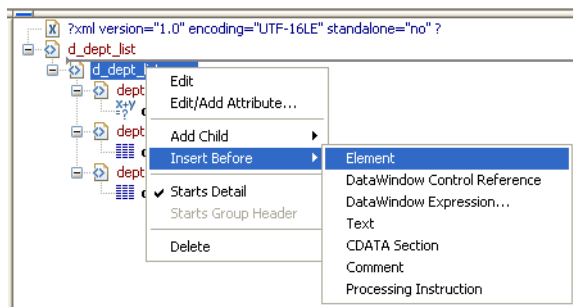 ?xml version="1.0" encoding="UTF-16LE" standalone="no" ?
d_dept_list
d_dept_l
Edit
dept
Edit/Add Attribute...
x+y
=?
dept
Add Child
Insert Before
Element
dept
DataWindow Control Reference
Starts Detail
DataWindow Expression...
Starts Group Header
Text
Delete
CDATA Section
Comment
Processing Instruction